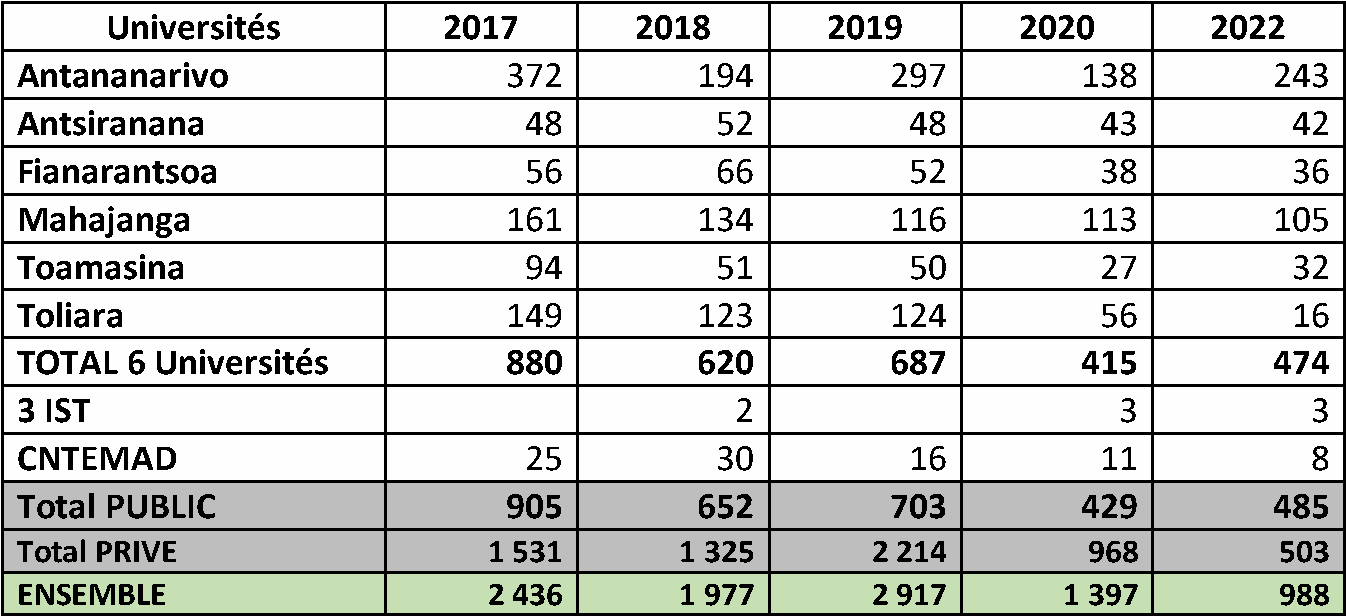 Universités 2017 2018 2019 2020 2022
Antananarivo 372 194 297 138 243
Antsiranana 48 52 48 43 42
Fianarantsoa 56 66 52 38 36
Mahajanga 161 134 116 113 105
Toamasina 94 51 50 27 32
Toliara 149 123 124 56 16
TOTAL 6 Universités 880 620 687 415 474
3 IST 2 3 3
CNTEMAD 25 30 16 11 8
Total PUBLIC 905 652 703 429 485
Total PRIVE 1 531 1 325 2 214 968 503
ENSEMBLE 2 436 1 977 2 917 1 397 988